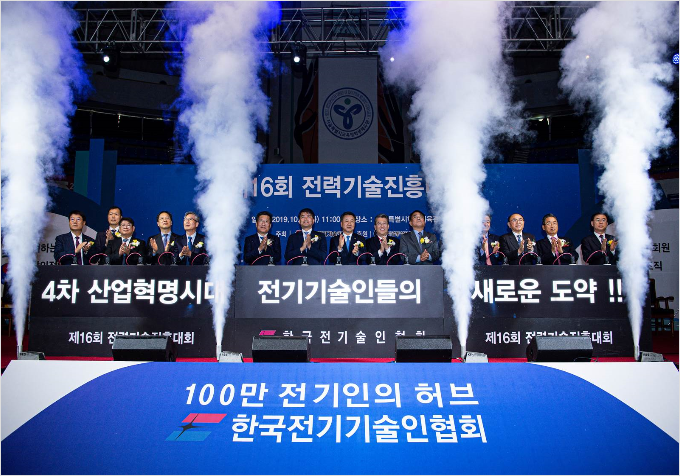 16회 전력기술진흥
2019.10.
11:00
4차 산업혁명시대 전기기술인들의 새로운 도약 !!
제16회 전력기술진흥대회
한국전기기술인협회
제16회 전력기술진흥대회
100만 전기인의 허브
한국전기기술인협회